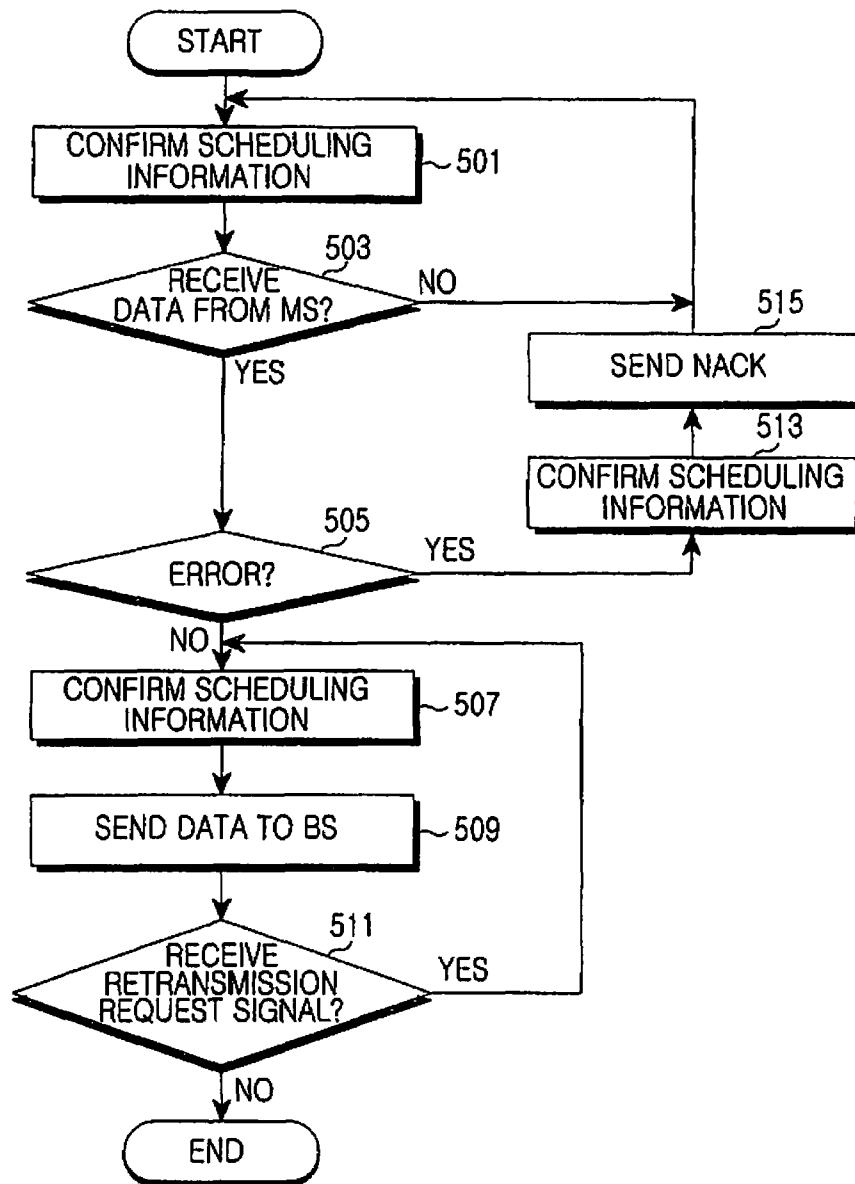 START
CONFIRM SCHEDULING
INFORMATION
501
503
RECEIVE
DATA FROM MS?
NO
YES
515
SEND NACK
513
CONFIRM SCHEDULING
INFORMATION
505
ERROR?
YES
NO
CONFIRM SCHEDULING
INFORMATION
507
SEND DATA TO BS
509
511
RECEIVE
RETRANSMISSION
REQUEST SIGNAL?
YES
NO
END